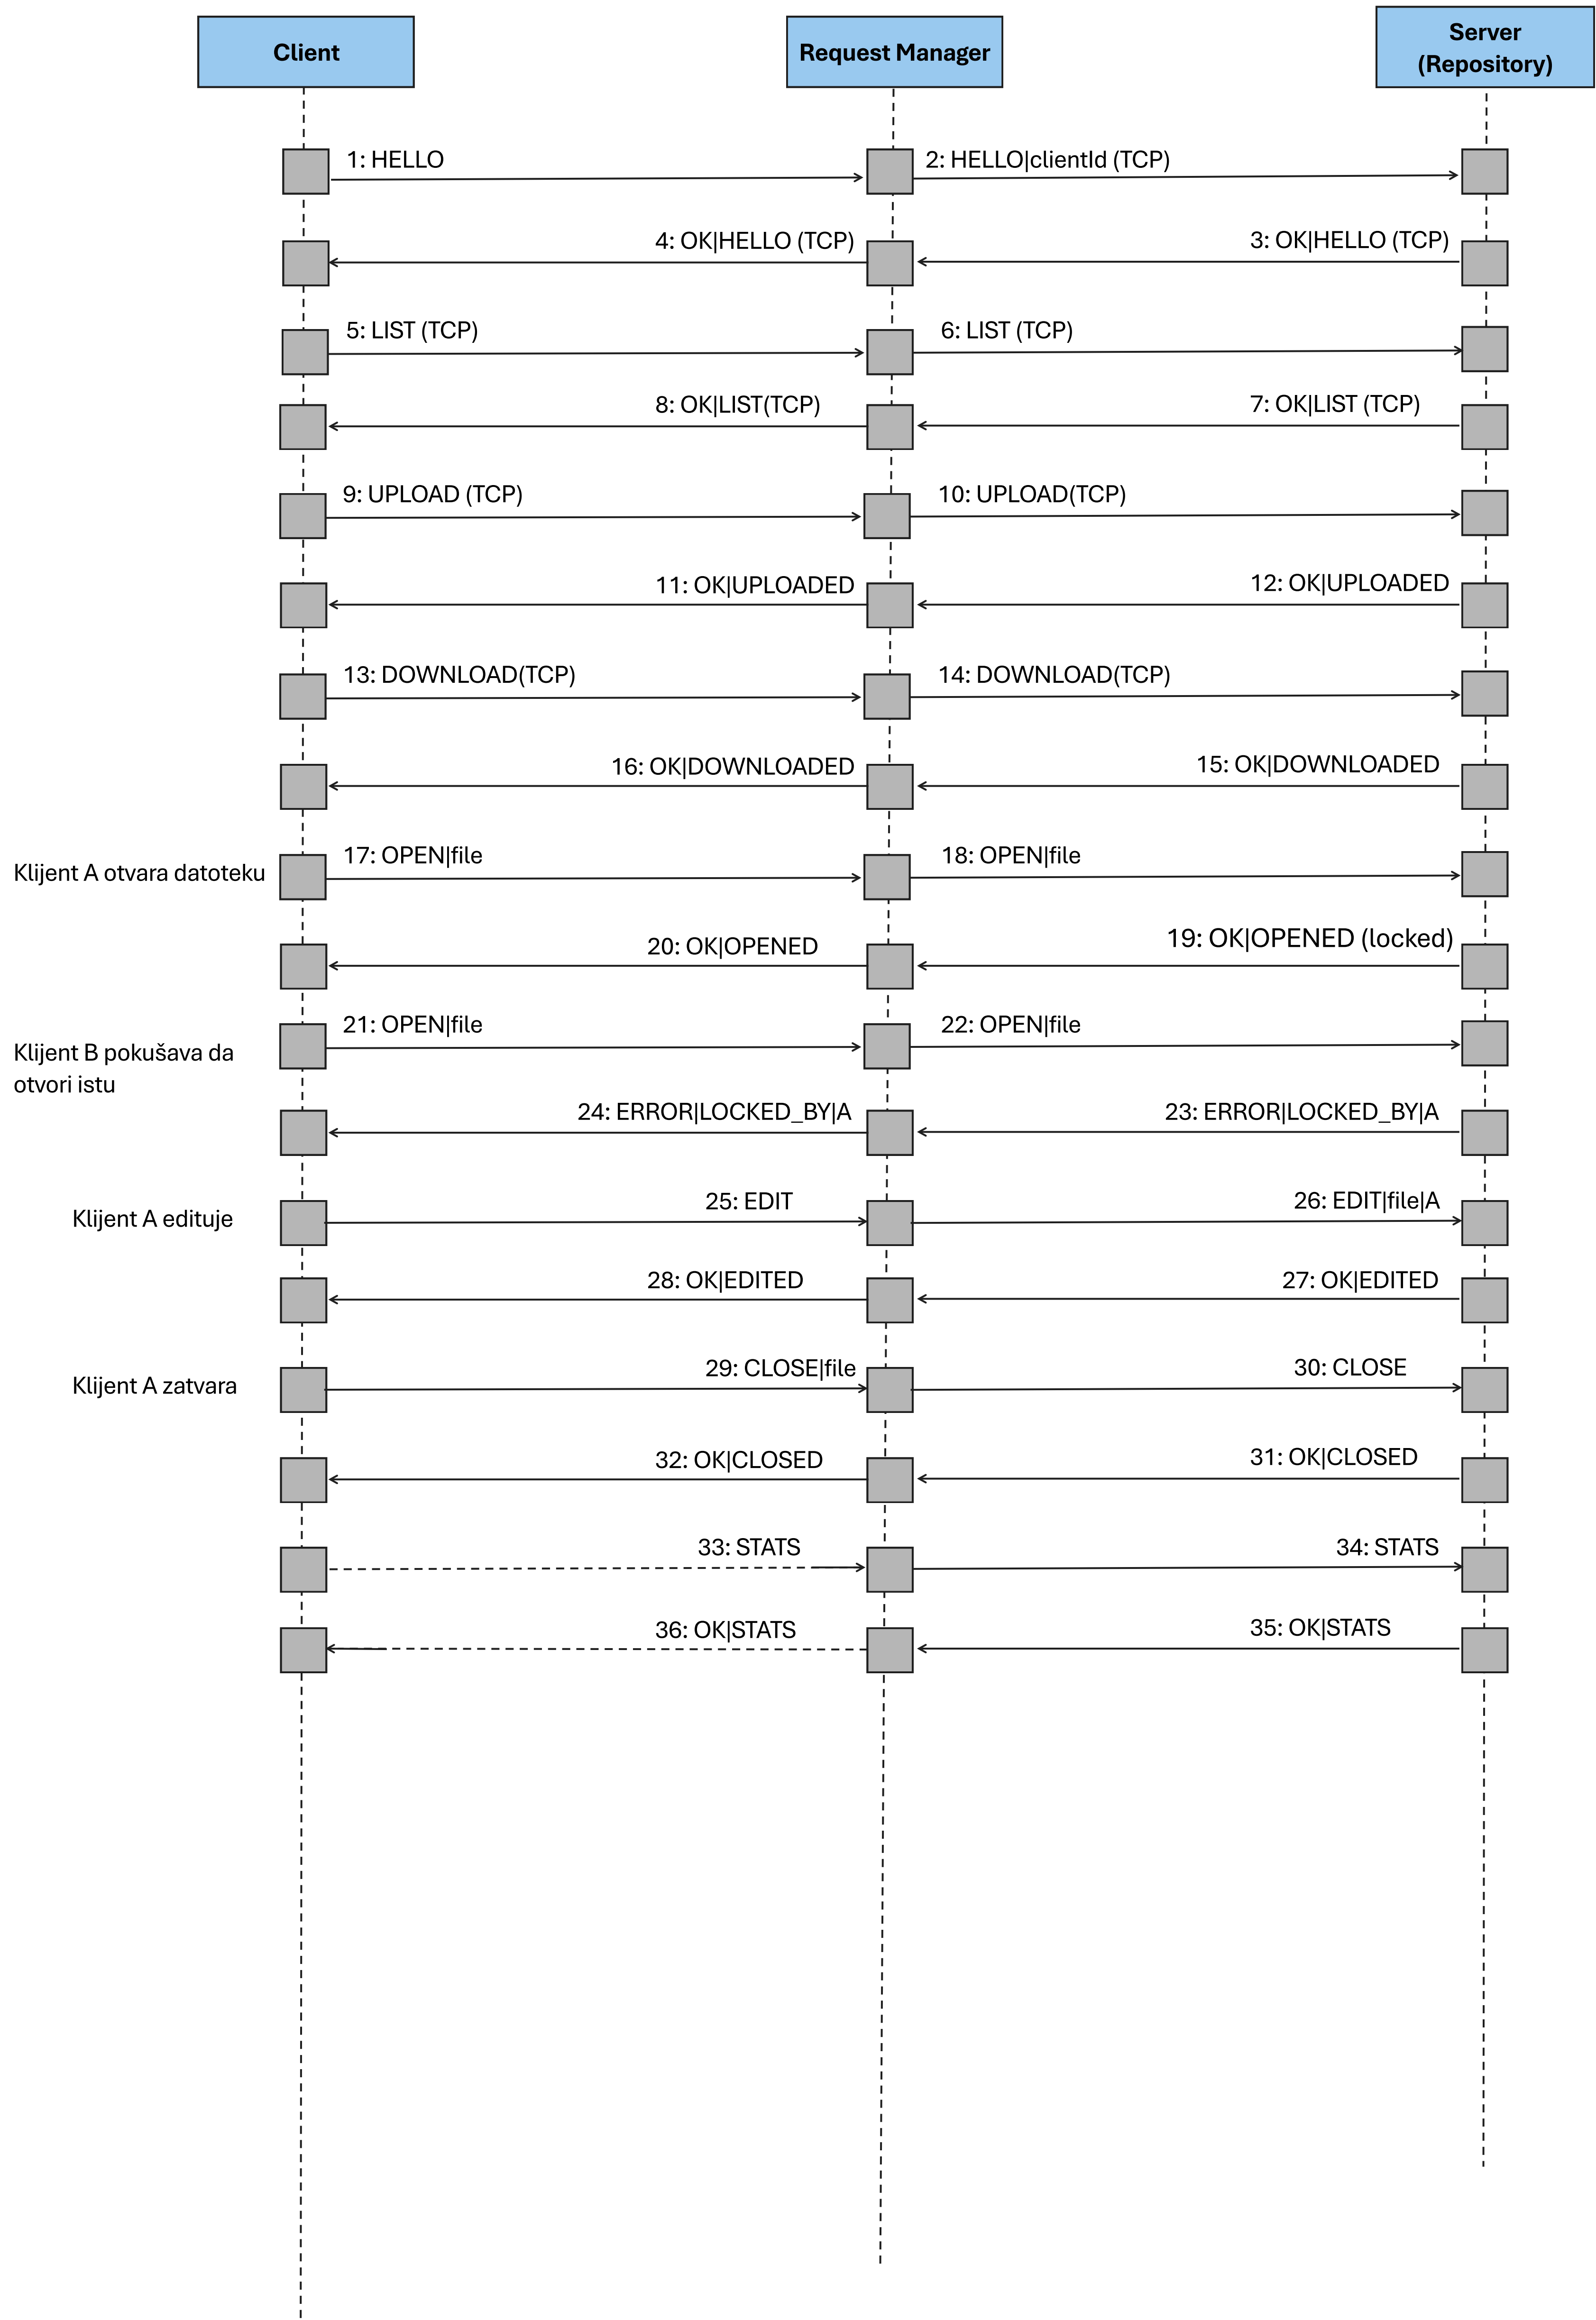 Client
Request Manager
Server
(Repository)
1: HELLO
2: HELLO|clientId (TCP)
4: OK|HELLO (TCP)
3: OK|HELLO (TCP)
5: LIST (TCP)
6: LIST (TCP)
8: OK|LIST(TCP)
7: OK|LIST (TCP)
9: UPLOAD (TCP)
10: UPLOAD(TCP)
11: OK|UPLOADED
12: OK|UPLOADED
13: DOWNLOAD(TCP)
14: DOWNLOAD(TCP)
16: OK|DOWNLOADED
15: OK|DOWNLOADED
Klijent A otvara datoteku
17: OPEN|file
18: OPEN|file
20: OK|OPENED
19: OK|OPENED (locked)
Klijent B pokušava da
otvori istu
21: OPEN|file
22: OPEN|file
24: ERROR|LOCKED_BY|A
23: ERROR|LOCKED_BY|A
Klijent A edituje
25: EDIT
26: EDIT|file|A
28: OK|EDITED
27: OK|EDITED
Klijent A zatvara
29: CLOSE|file
30: CLOSE
32: OK|CLOSED
31: OK|CLOSED
33: STATS
34: STATS
36: OK|STATS
35: OK|STATS